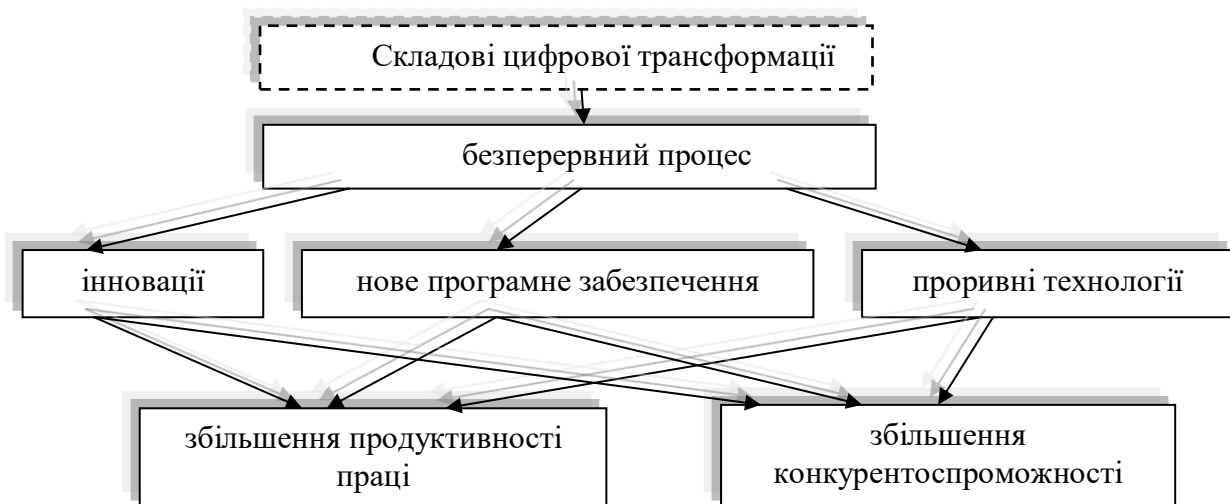 Складові цифрової трансформації
безперервний процес
інновації
нове програмне забезпечення
проривні технології
збільшення продуктивності
праці
збільшення
конкурентоспроможності